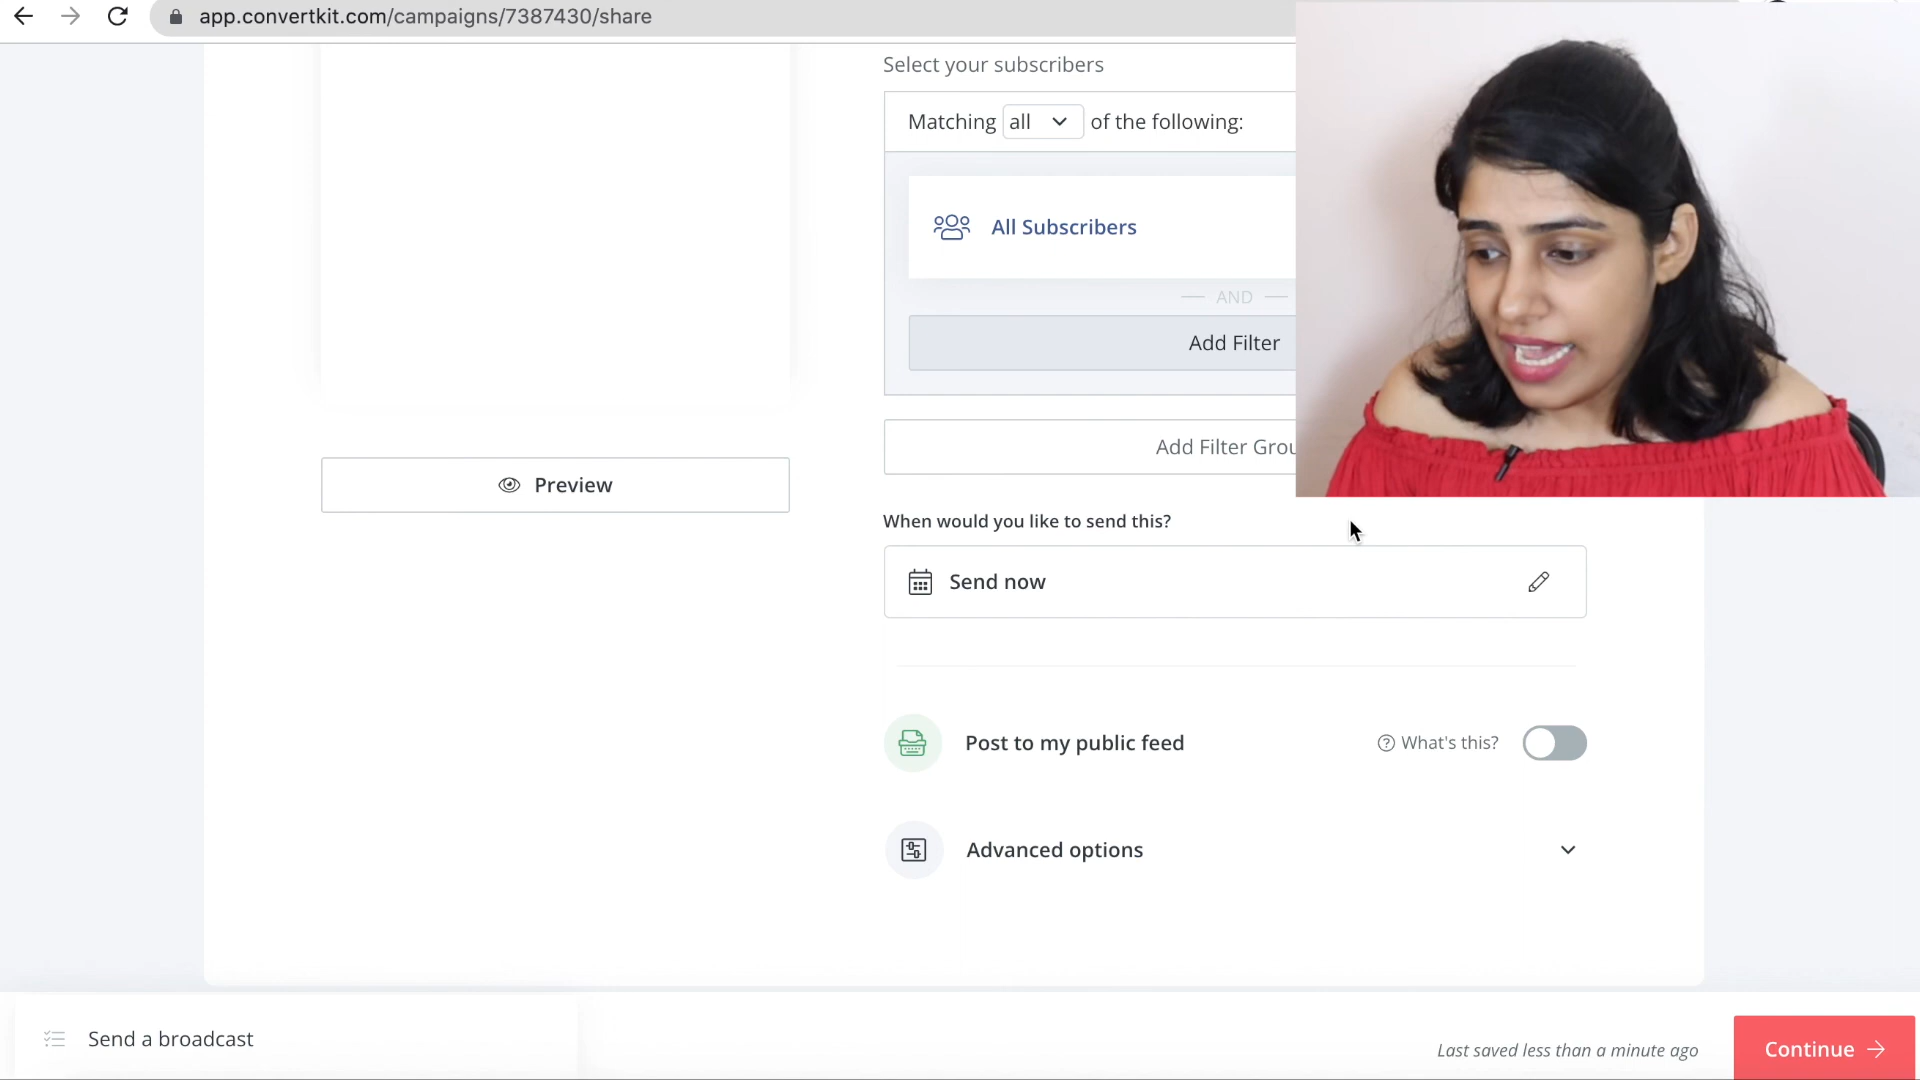 app.convertkit.com/campaigns/7387430/share
Select your subscribers
Matching all of the following:
All Subscribers
AND
Add Filter
Add Filter Grou
Preview
When would you like to send this?
Send now
Post to my public feed
What's this?
Advanced options
Send a broadcast
Last saved less than a minute ago
Continue